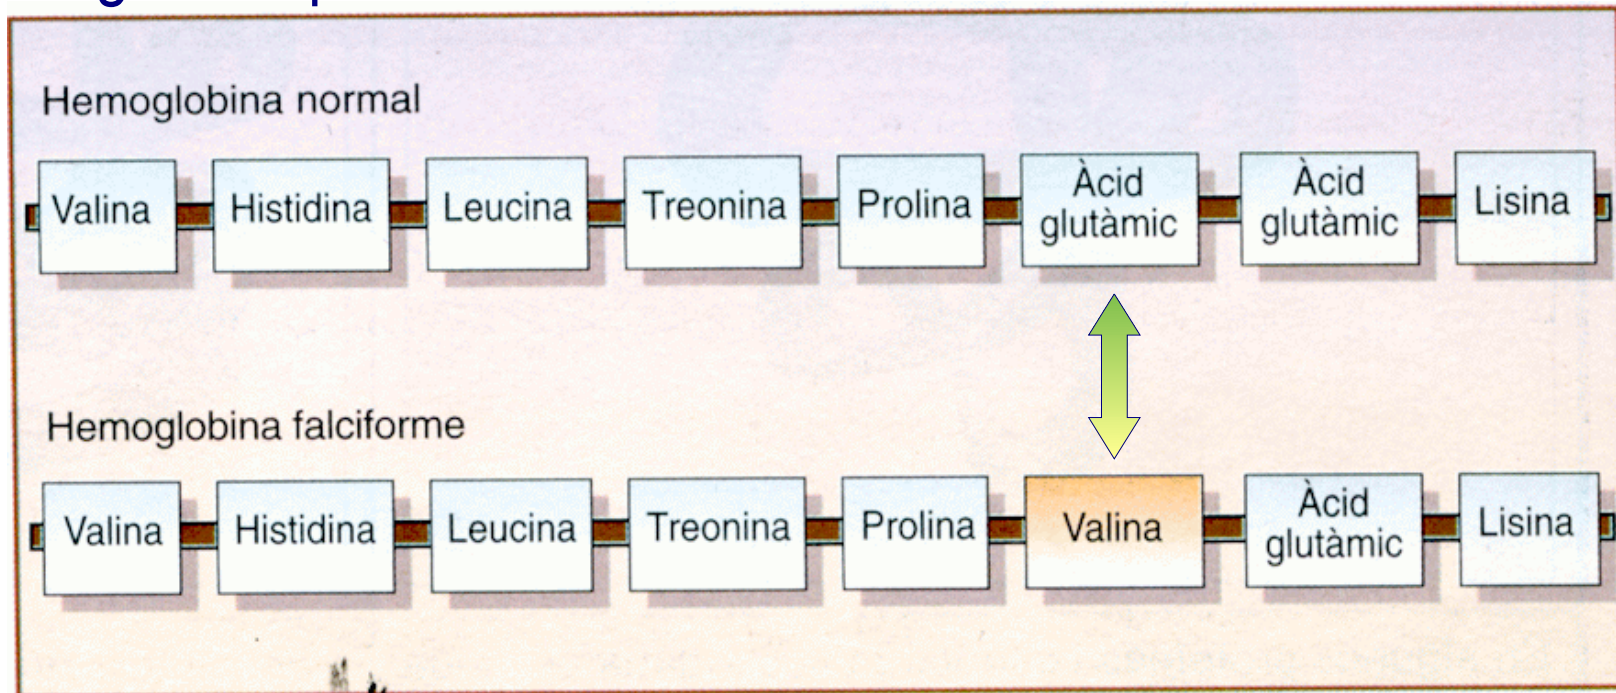 Hemoglobina normal
Valina Histidina Leucina Treonina Prolina Àcid glutàmic Àcid glutàmic Lisina
Hemoglobina falciforme
Valina Histidina Leucina Treonina Prolina Valina Àcid glutàmic Lisina